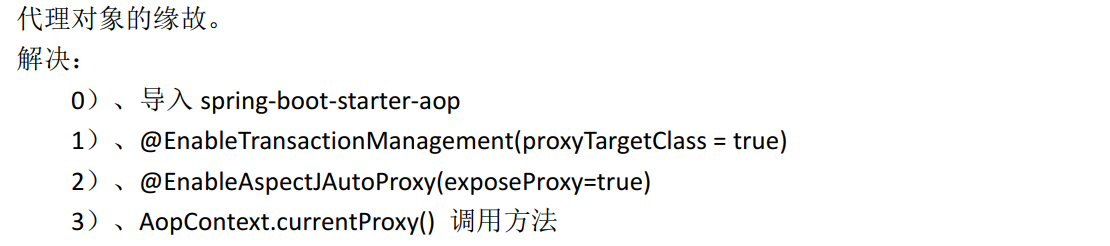 代理对象的缘故。
解决：
0）、导入 spring-boot-starter-aop
1）、@EnableTransactionManagement(proxyTargetClass = true)
2）、@EnableAspectJAutoProxy(exposeProxy=true)
3）、AopContext.currentProxy() 调用方法